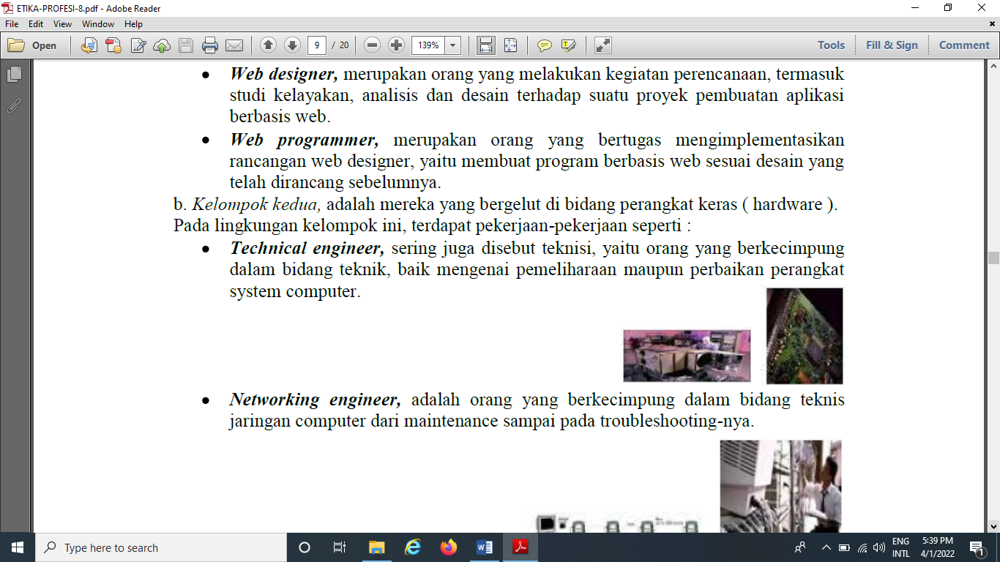 ETIKA-PROFESI-8.pdf - Adobe Reader
File Edit View Window Help
Open 9 / 20 139% Tools Fill & Sign Comment
• Web designer, merupakan orang yang melakukan kegiatan perencanaan, termasuk
studi kelayakan, analisis dan desain terhadap suatu proyek pembuatan aplikasi
berbasis web.
• Web programmer, merupakan orang yang bertugas mengimplementasikan
rancangan web designer, yaitu membuat program berbasis web sesuai desain yang
telah dirancang sebelumnya.
b. Kelompok kedua, adalah mereka yang bergelut di bidang perangkat keras ( hardware ).
Pada lingkungan kelompok ini, terdapat pekerjaan-pekerjaan seperti :
• Technical engineer, sering juga disebut teknisi, yaitu orang yang berkecimpung
dalam bidang teknik, baik mengenai pemeliharaan maupun perbaikan perangkat
system computer.
• Networking engineer, adalah orang yang berkecimpung dalam bidang teknis
jaringan computer dari maintenance sampai pada troubleshooting-nya.
Type here to search
ENG
INTL
5:39 PM
4/1/2022
1